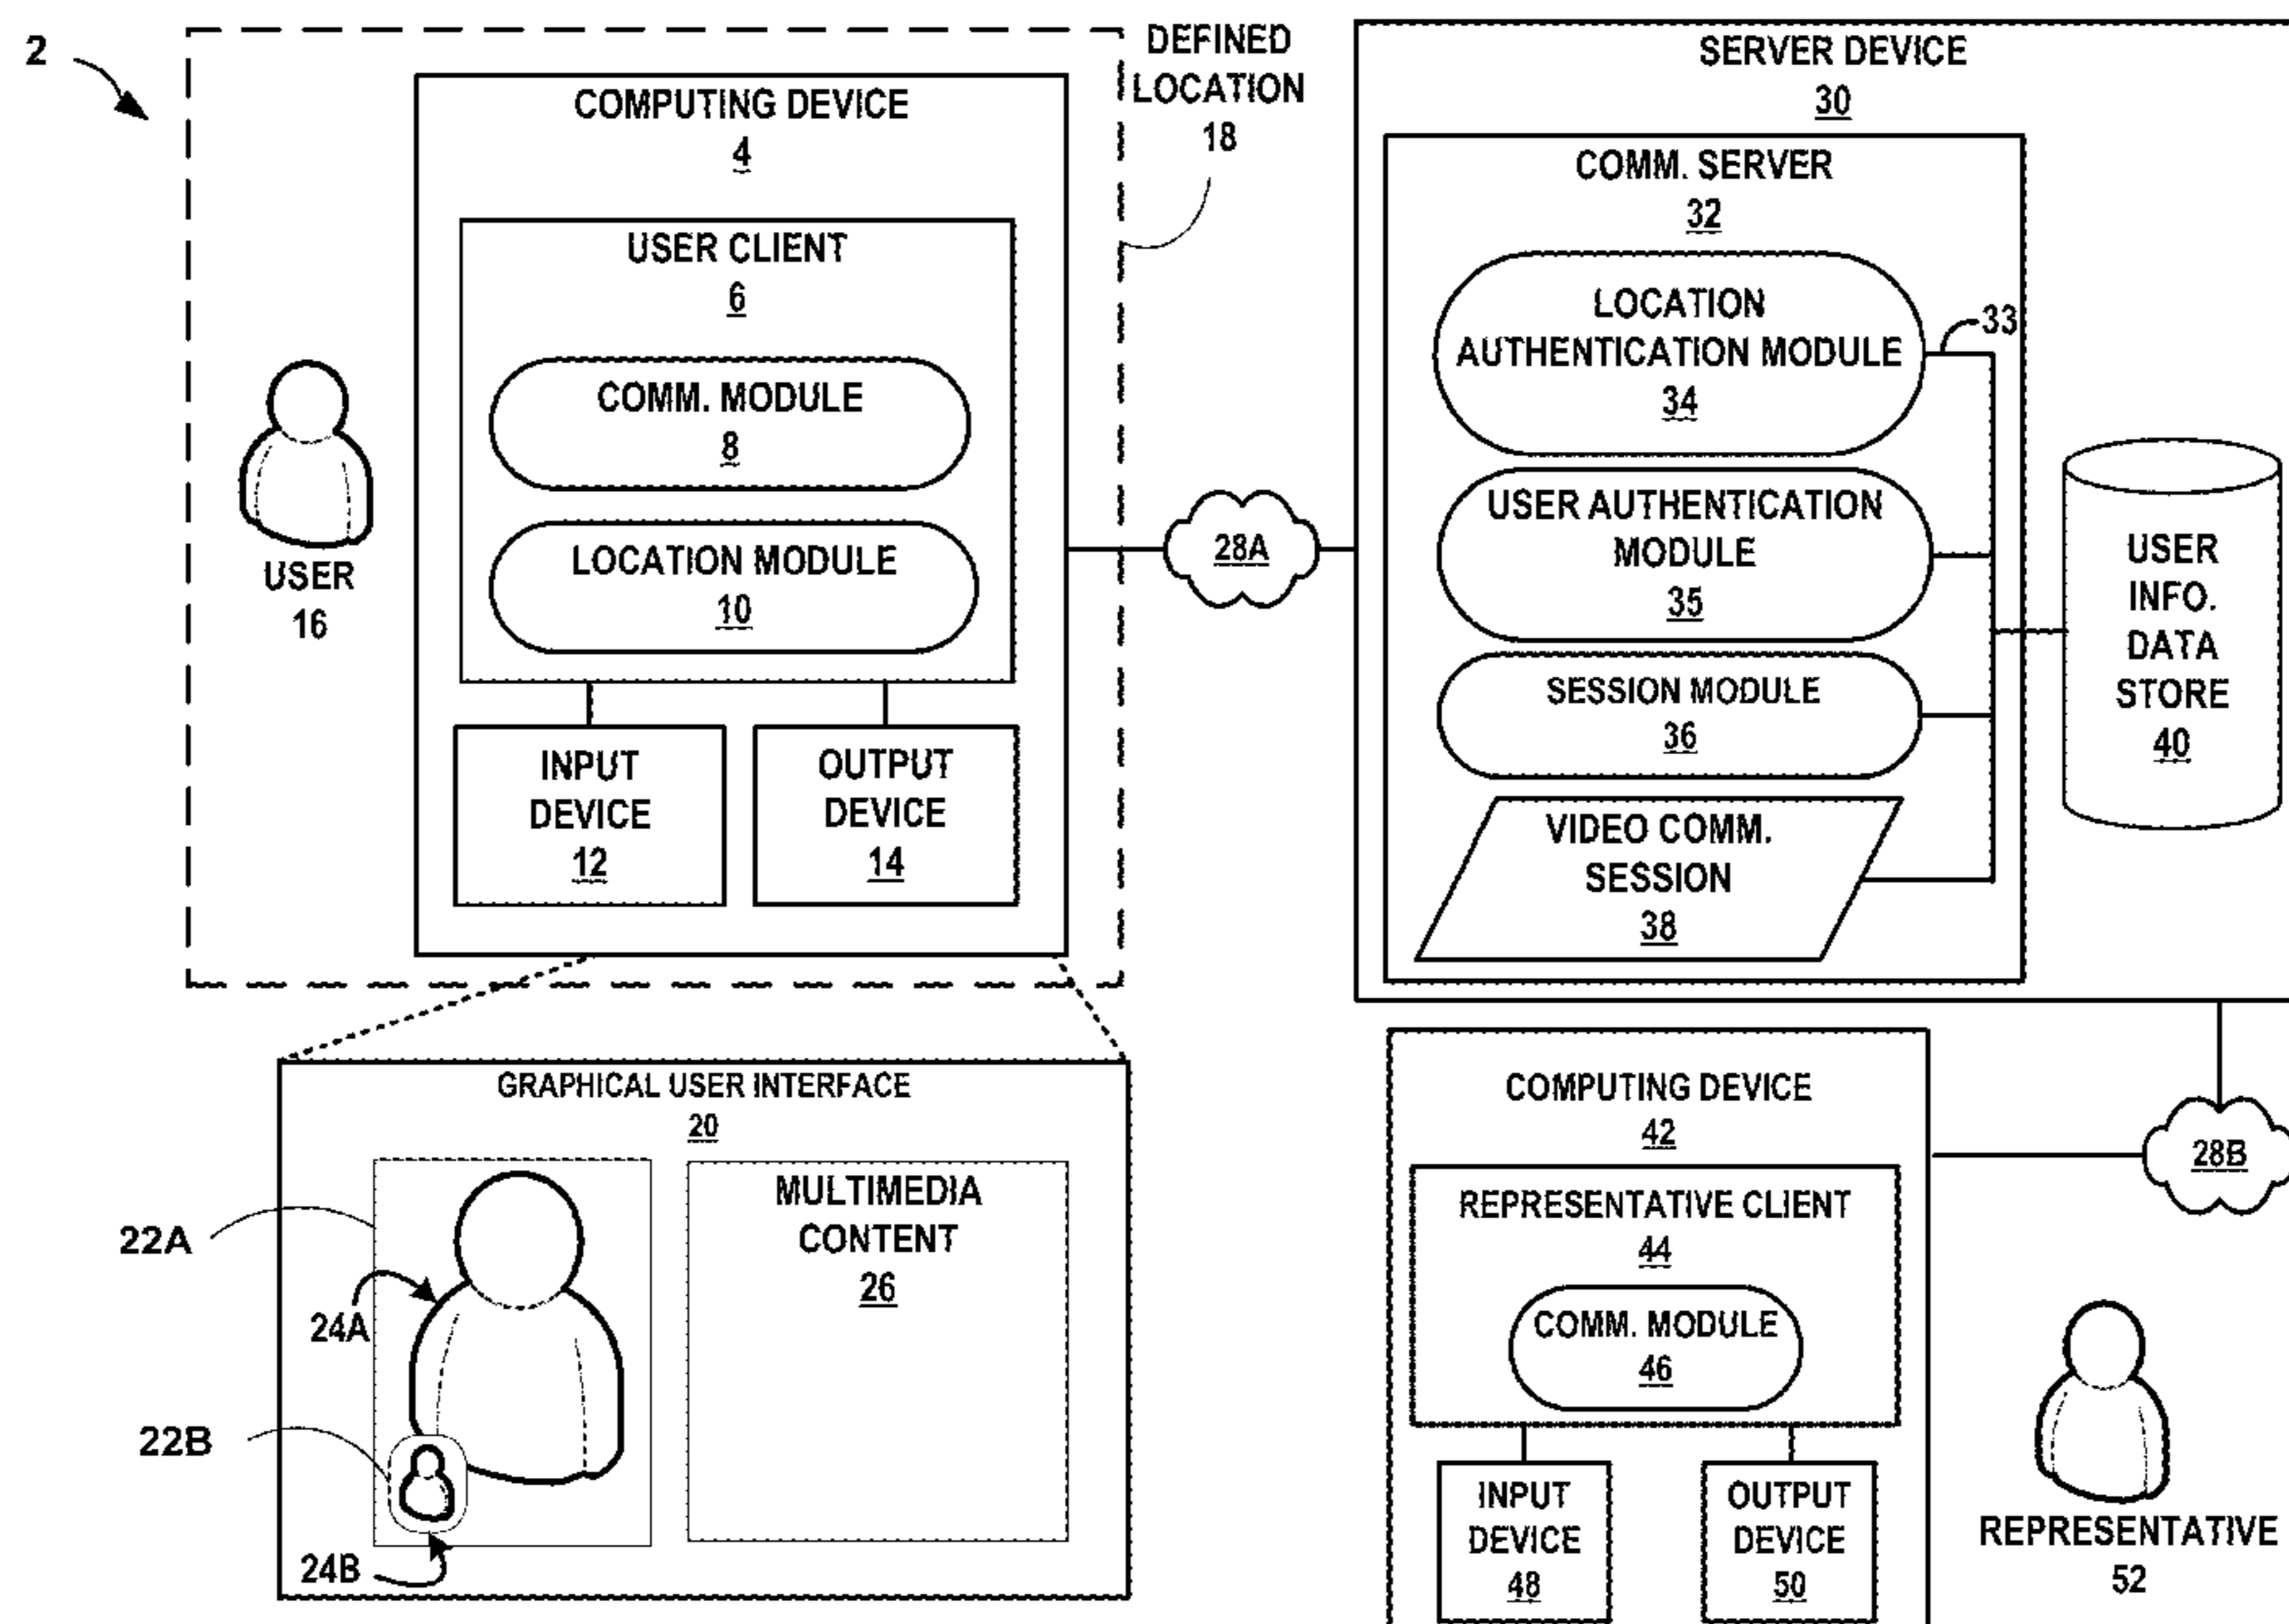 2
DEFINED
LOCATION
18
COMPUTING DEVICE
4
USER CLIENT
6
COMM. MODULE
8
LOCATION MODULE
10
INPUT
DEVICE
12
OUTPUT
DEVICE
14
USER
16
28A
SERVER DEVICE
30
COMM. SERVER
32
LOCATION
AUTHENTICATION MODULE
34
33
USER AUTHENTICATION
MODULE
35
SESSION MODULE
36
VIDEO COMM.
SESSION
38
USER
INFO.
DATA
STORE
40
GRAPHICAL USER INTERFACE
20
22A
24A
22B
24B
MULTIMEDIA
CONTENT
26
COMPUTING DEVICE
42
REPRESENTATIVE CLIENT
44
COMM. MODULE
46
INPUT
DEVICE
48
OUTPUT
DEVICE
50
28B
REPRESENTATIVE
52